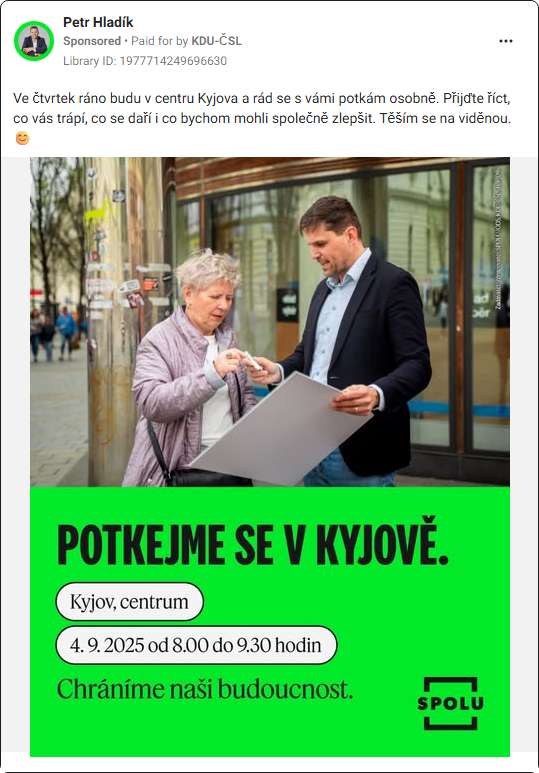 Petr Hladík
Sponsored • Paid for by KDU-ČSL
Library ID: 1977714249696630
Ve čtvrtek ráno budu v centru Kyjova a rád se s vámi potkám osobně. Přijďte říct,
co vás trápí, co se daří i co bychom mohli společně zlepšit. Těším se na viděnou.
😊
POTKEJME SE V KYJOVĚ.
Kyjov, centrum
4. 9. 2025 od 8.00 do 9.30 hodin
Chráníme naši budoucnost.
SPOLU